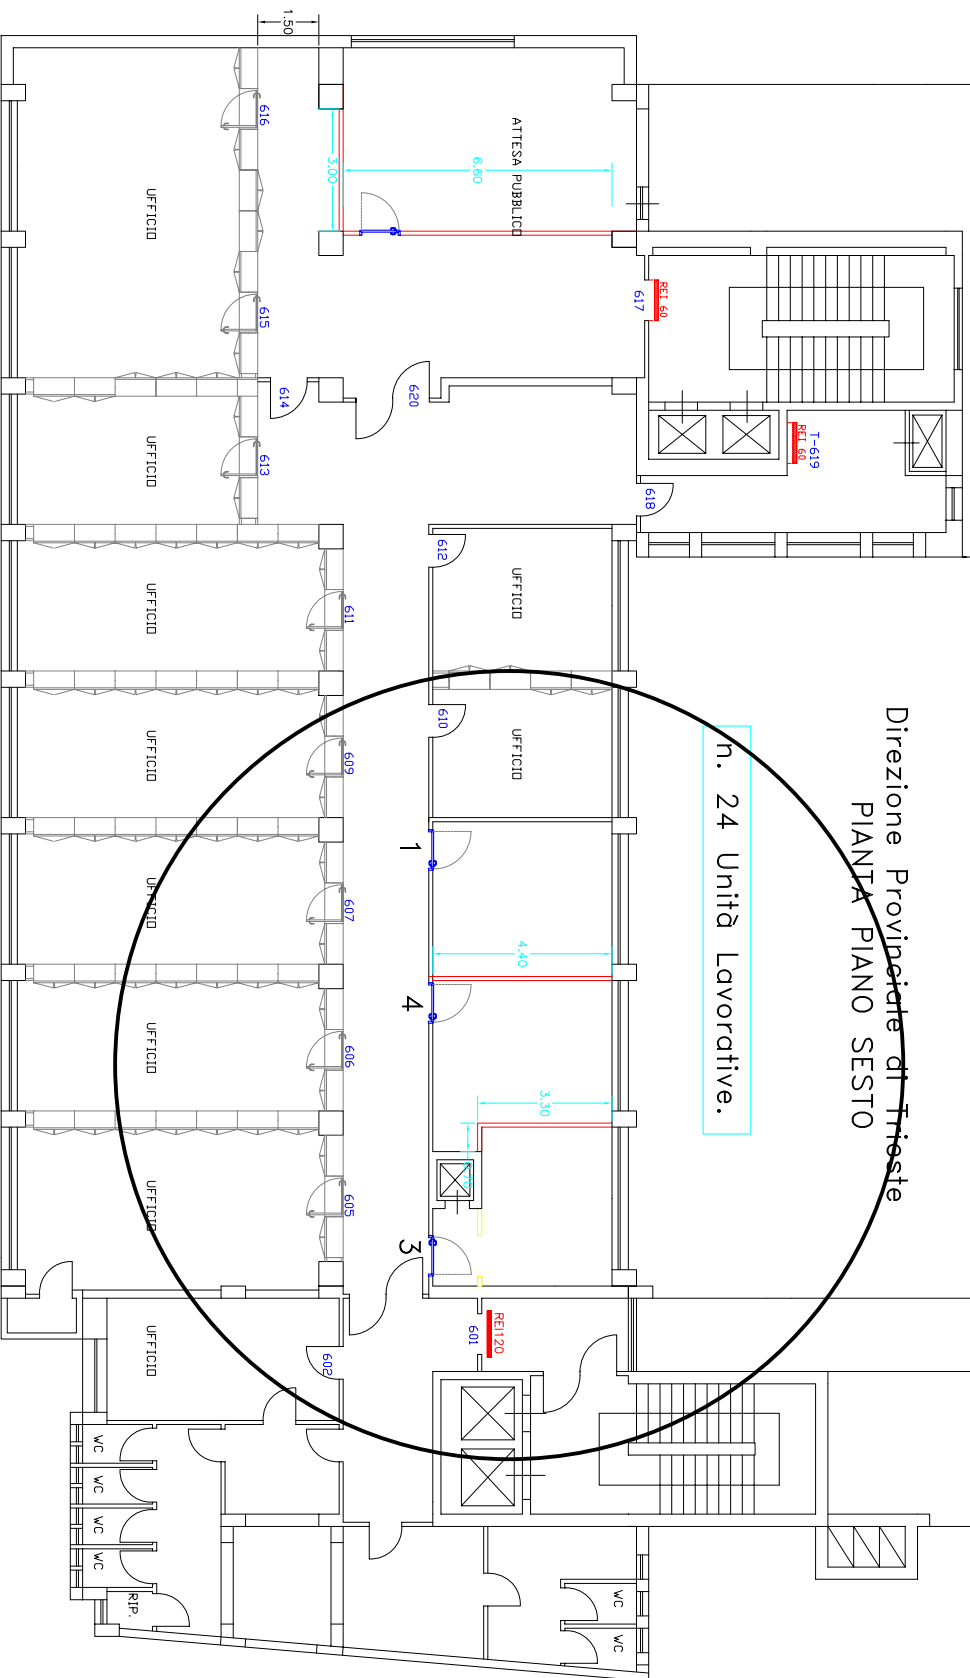 Direzione Provinciale di Trieste
PIANTA PIANO SESTO
n. 24 Unità Lavorative.
1.50
616
UFFICIO
615
3.00
6.60
ATTESA PUBBLICO
617
REI 60
614
620
T-619
REI 60
618
613
UFFICIO
612
UFFICIO
611
UFFICIO
610
UFFICIO
609
UFFICIO
1
607
UFFICIO
4.40
4
606
UFFICIO
3.30
605
UFFICIO
3
601
REI120
602
UFFICIO
WC
WC
WC
WC
RIP.
WC
WC